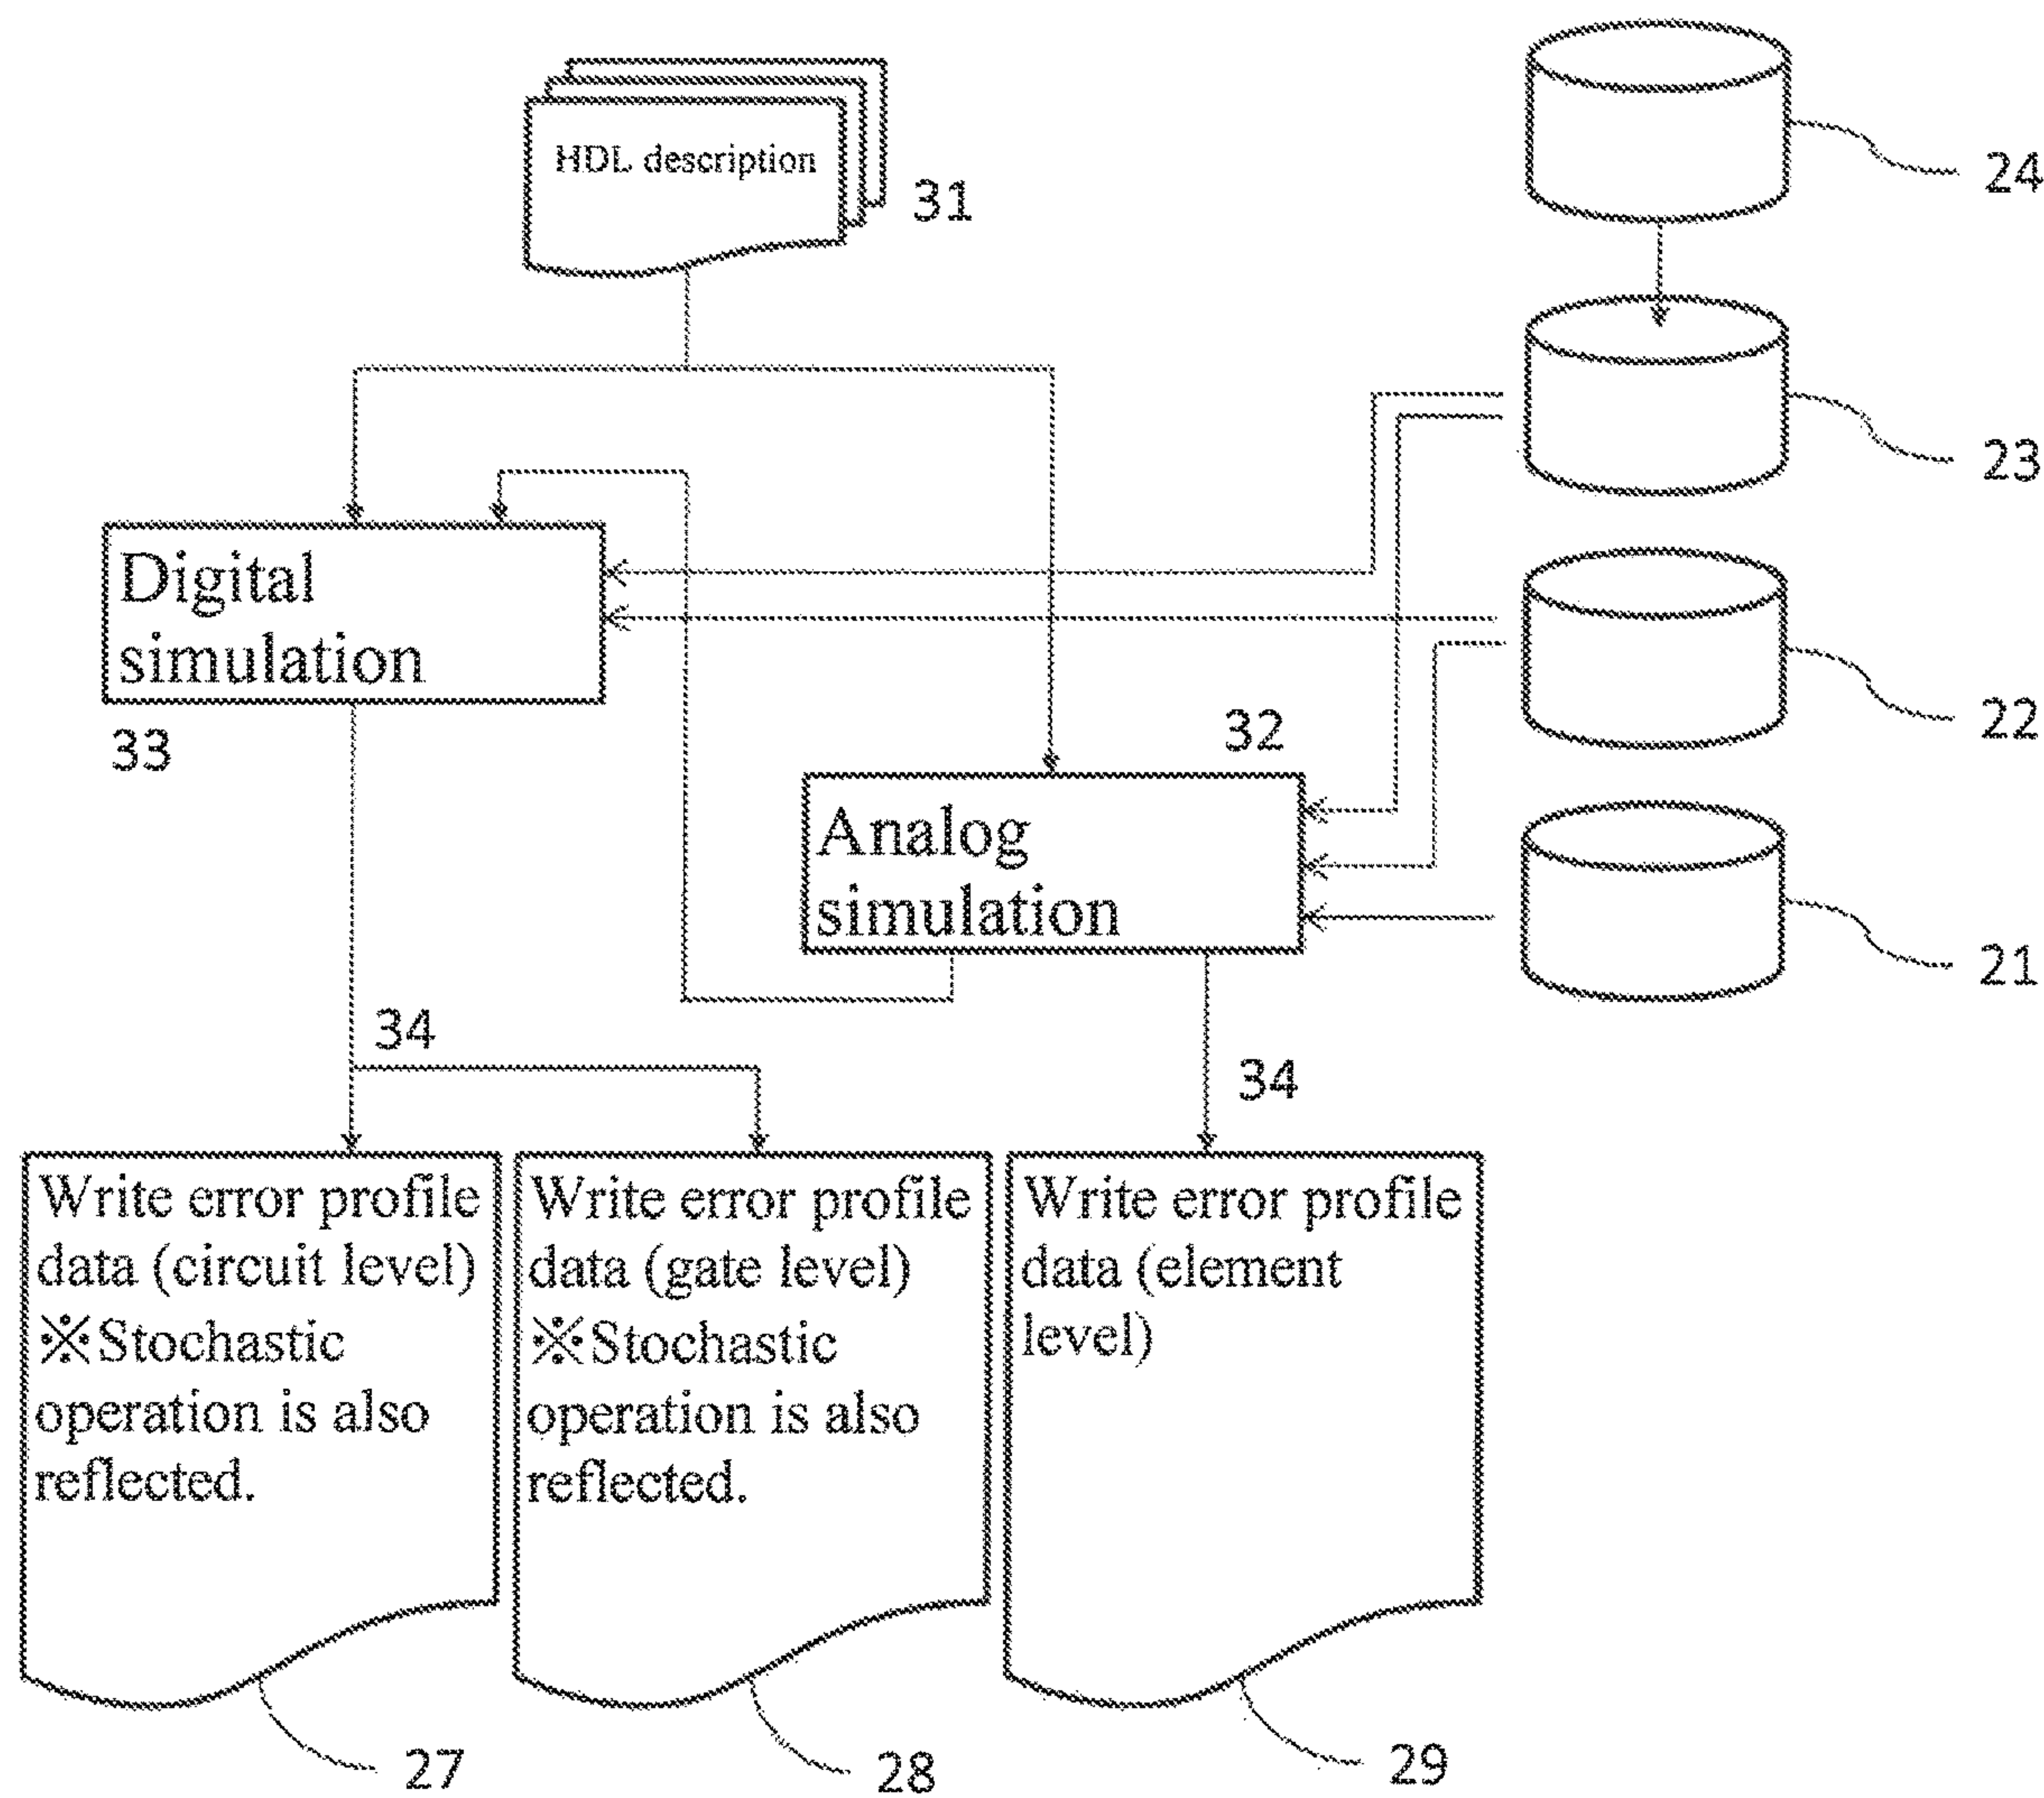 HDL description
31
24
23
Digital
simulation
33
22
32
Analog
simulation
21
34
34
Write error profile
data (circuit level)
※Stochastic
operation is also
reflected.
Write error profile
data (gate level)
※Stochastic
operation is also
reflected.
Write error profile
data (element
level)
27
28
29